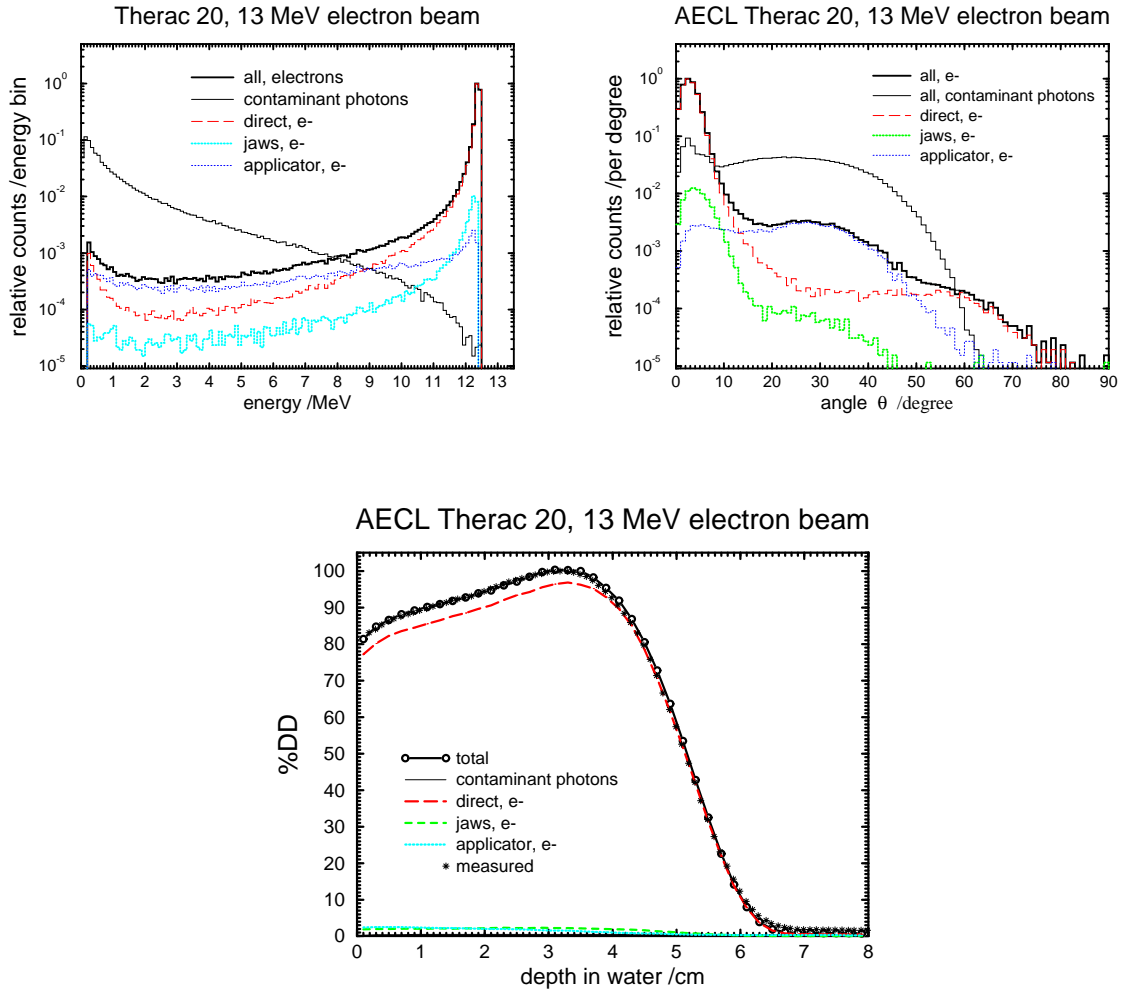 Therac 20, 13 MeV electron beam
relative counts /energy bin
10^0
10^-1
10^-2
10^-3
10^-4
10^-5
all, electrons
contaminant photons
direct, e-
jaws, e-
applicator, e-
0 1 2 3 4 5 6 7 8 9 10 11 12 13
energy /MeV
AECL Therac 20, 13 MeV electron beam
relative counts /per degree
10^0
10^-1
10^-2
10^-3
10^-4
10^-5
all, e-
all, contaminant photons
direct, e-
jaws, e-
applicator, e-
0 10 20 30 40 50 60 70 80 90
angle θ /degree
AECL Therac 20, 13 MeV electron beam
%DD
100
90
80
70
60
50
40
30
20
10
0
total
contaminant photons
direct, e-
jaws, e-
applicator, e-
measured
0 1 2 3 4 5 6 7 8
depth in water /cm